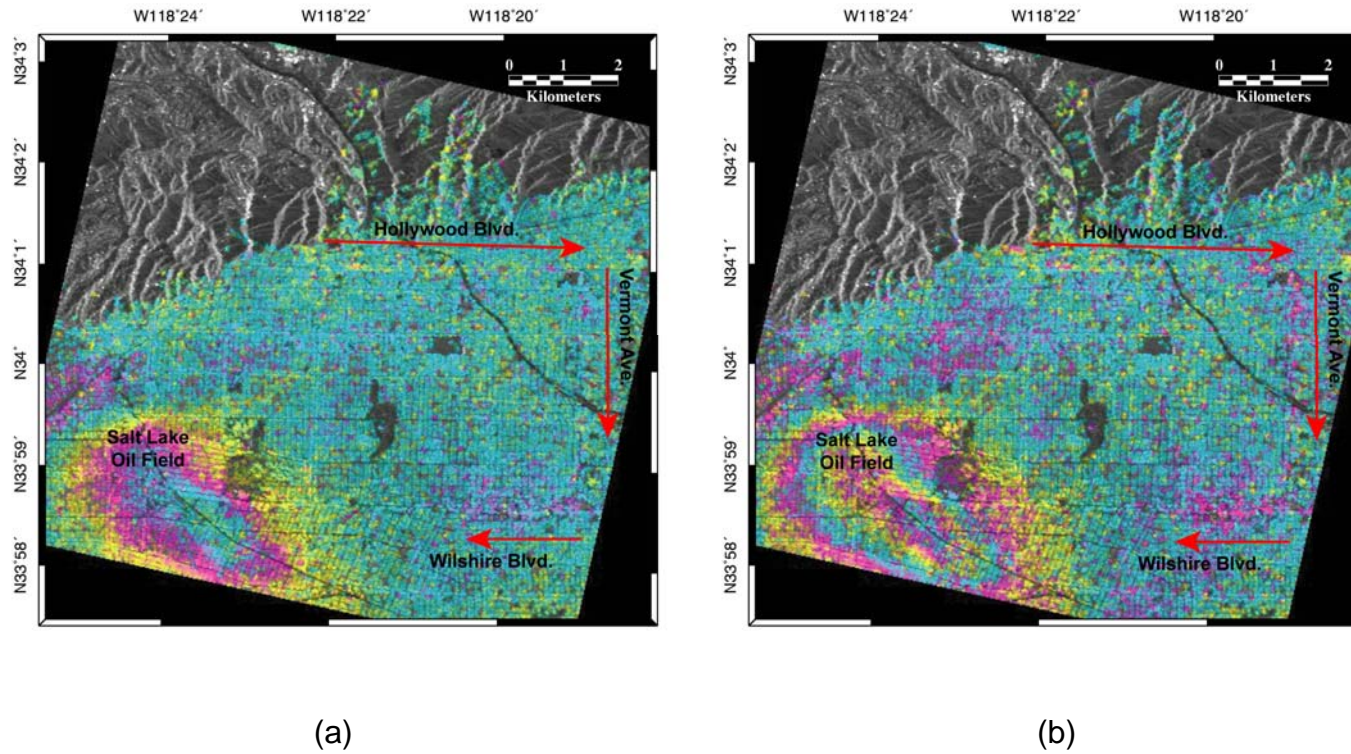 W118˚24´ W118˚22´ W118˚20´
N34˚3´
N34˚2´
N34˚1´
N34˚
N33˚59´
N33˚58´
0 1 2
Kilometers
Hollywood Blvd.
Vermont Ave.
Salt Lake
Oil Field
Wilshire Blvd.
(a)
W118˚24´ W118˚22´ W118˚20´
N34˚3´
N34˚2´
N34˚1´
N34˚
N33˚59´
N33˚58´
0 1 2
Kilometers
Hollywood Blvd.
Vermont Ave.
Salt Lake
Oil Field
Wilshire Blvd.
(b)